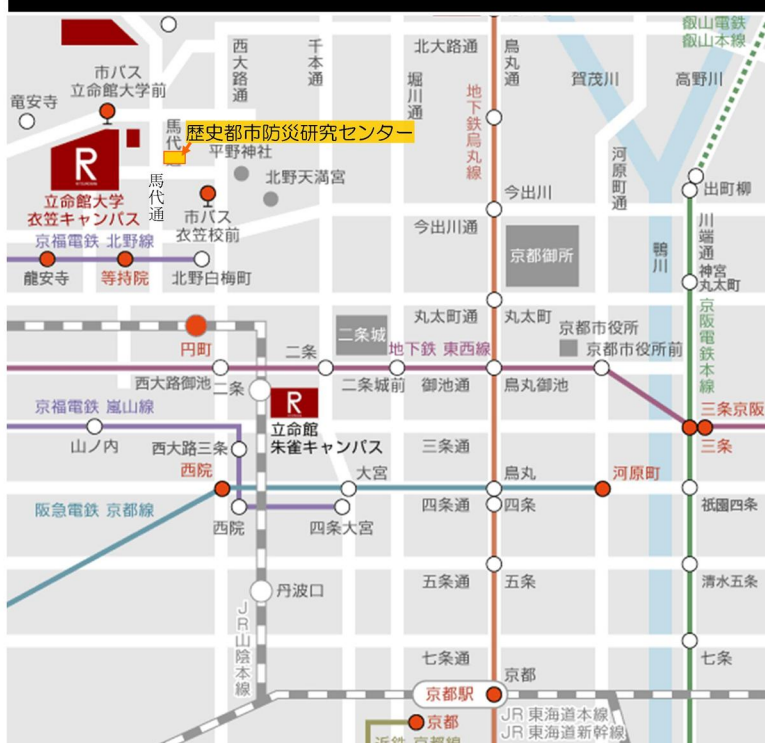 叡山電鉄
叡山本線
北大路通
烏丸通
西大路通
千本通
堀川通
地下鉄烏丸線
賀茂川
高野川
市バス
立命館大学前
竜安寺
馬代通
歴史都市防災研究センター
平野神社
北野天満宮
河原町通
R
立命館大学
衣笠キャンパス
馬代通
市バス
衣笠校前
今出川
今出川通
出町柳
川端通
京都御所
鴨川
神宮
丸太町
京福電鉄 北野線
龍安寺
等持院
北野白梅町
丸太町通
丸太町
京都市役所
京都市役所前
京阪電鉄本線
円町
二条
二条城
地下鉄 東西線
西大路御池
二条
二条城前
御池通
烏丸御池
京福電鉄 嵐山線
R
立命館
朱雀キャンパス
三条京阪
三条
山ノ内
西大路三条
三条通
西院
大宮
烏丸
河原町
阪急電鉄 京都線
西院
四条大宮
四条通
四条
祇園四条
丹波口
五条通
五条
清水五条
JR山陰本線
七条通
七条
京都
京都駅
京都
近鉄 京都線
JR 東海道本線
JR 東海道新幹線